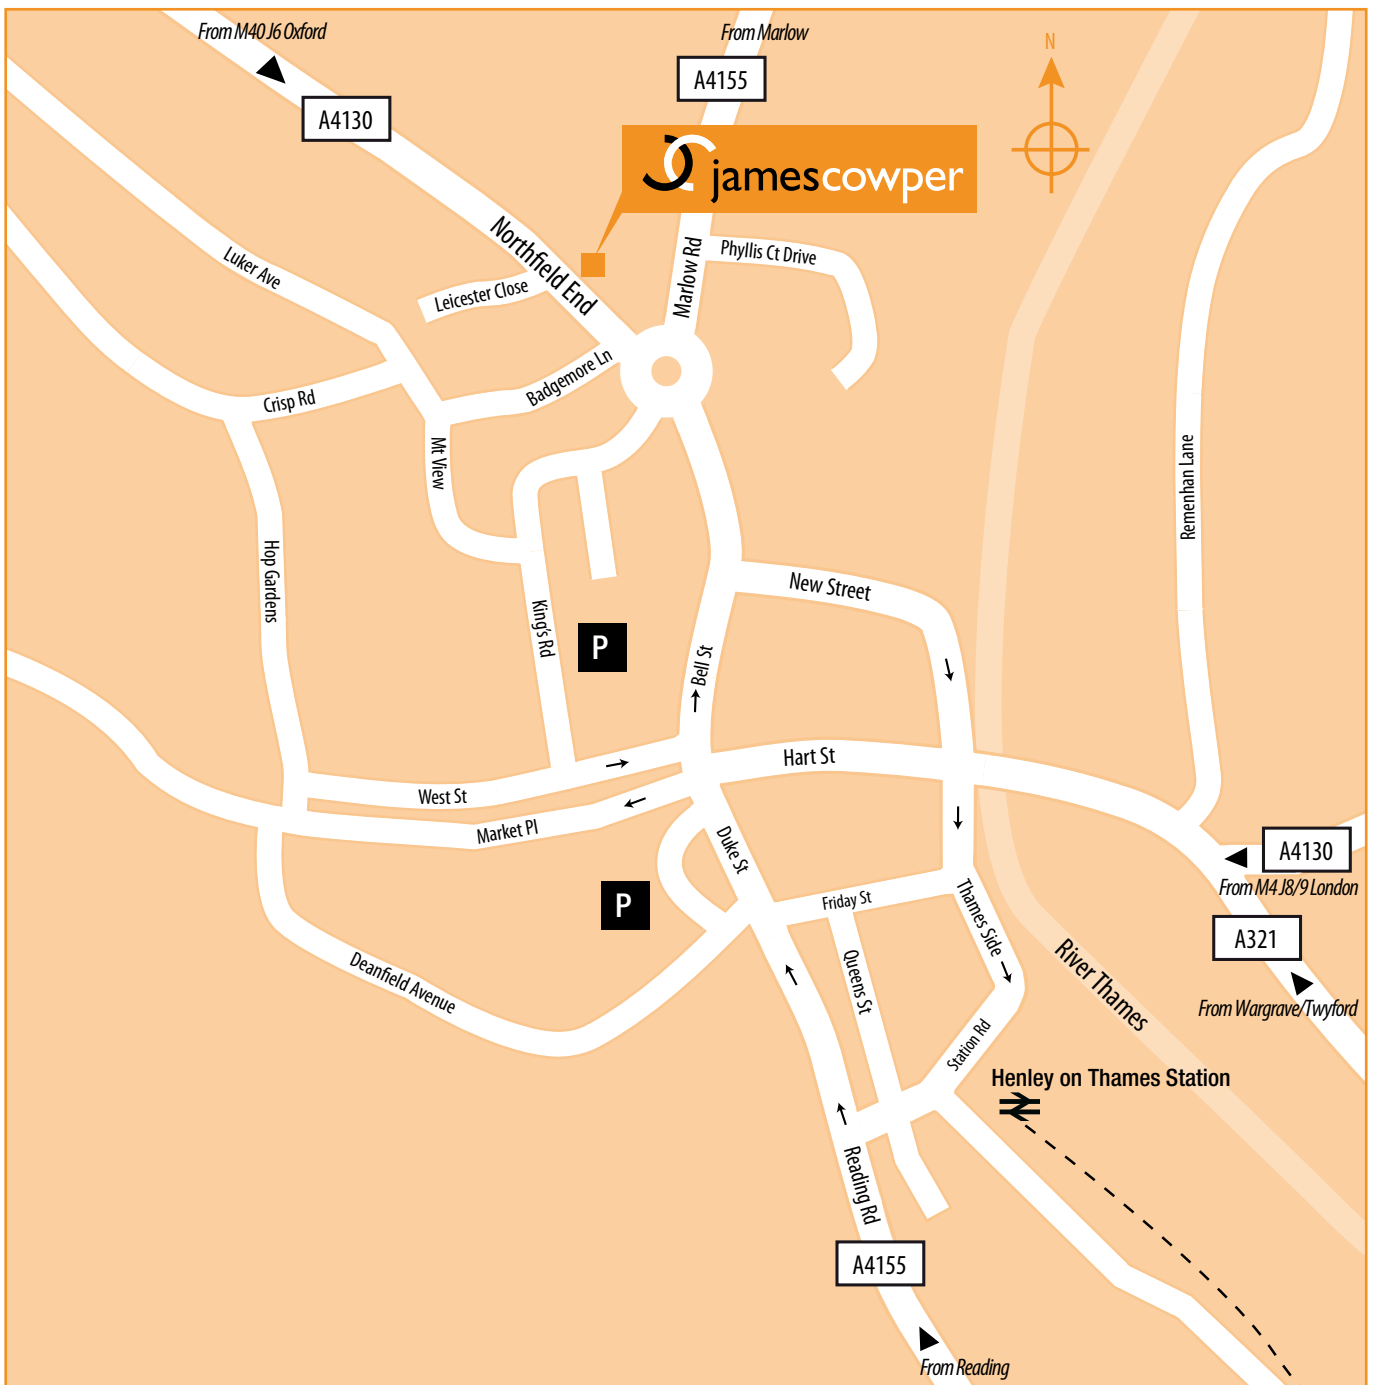 From M40 J6 Oxford
From Marlow
N
A4155
A4130
jamescowper
Northfield End
Marlow Rd
Phyllis Ct Drive
Luker Ave
Leicester Close
Badgemore Ln
Crisp Rd
Mt View
Remenhan Lane
Hop Gardens
New Street
King's Rd
P
Bell St
Hart St
West St
Market Pl
Duke St
A4130
From M4 J8/9 London
P
Friday St
Thames Side
A321
Queens St
River Thames
Deanfield Avenue
From Wargrave/Twyford
Station Rd
Henley on Thames Station
Reading Rd
A4155
From Reading